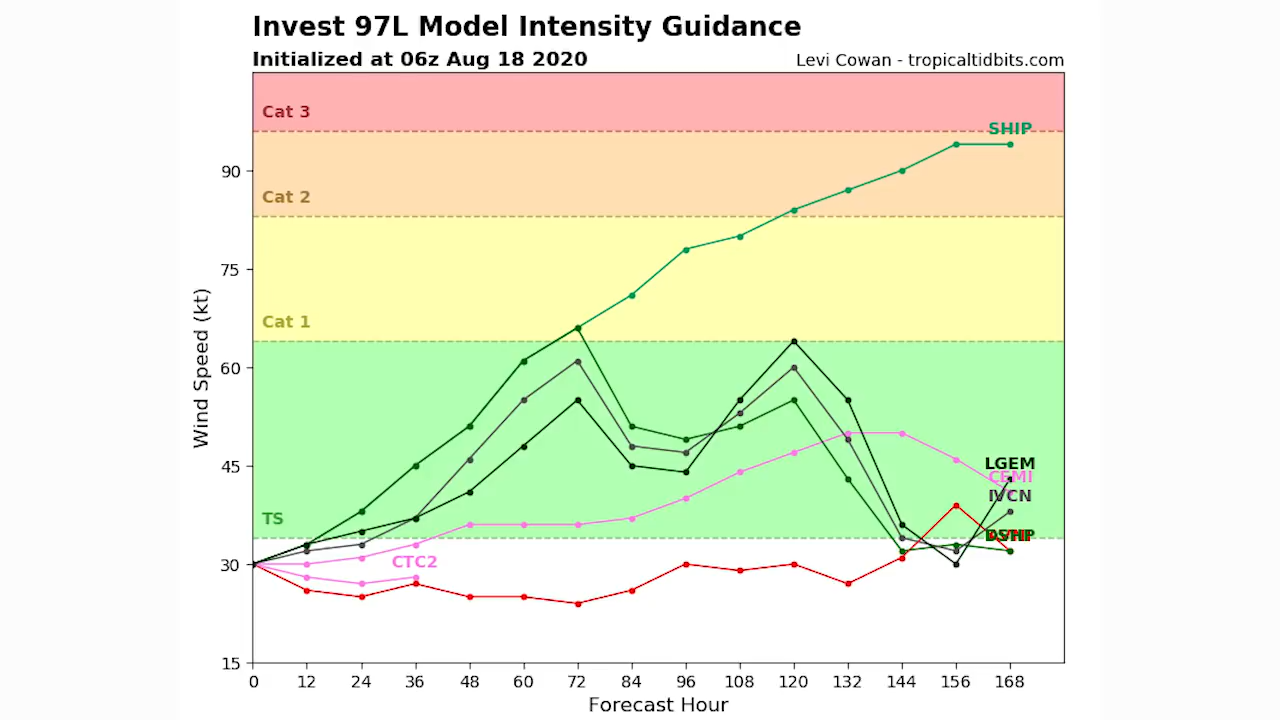 Invest 97L Model Intensity Guidance
Initialized at 06z Aug 18 2020
Levi Cowan - tropicaltidbits.com
Cat 3
SHIP
90
Cat 2
75
Cat 1
Wind Speed (kt)
60
45
LGEM
CEMI
IVCN
TS
DSHP
CTC2
30
15
0 12 24 36 48 60 72 84 96 108 120 132 144 156 168
Forecast Hour